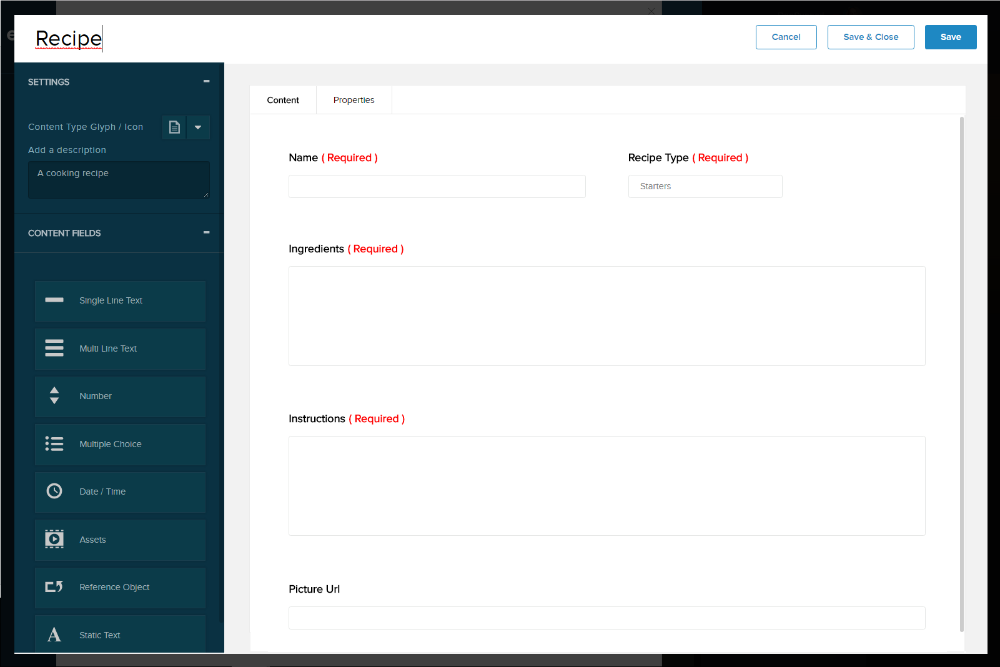 Recipe
Cancel
Save & Close
Save
SETTINGS
Content Type Glyph / Icon
Add a description
A cooking recipe
CONTENT FIELDS
Single Line Text
Multi Line Text
Number
Multiple Choice
Date / Time
Assets
Reference Object
A Static Text
Content
Properties
Name ( Required )
Recipe Type ( Required )
Starters
Ingredients ( Required )
Instructions ( Required )
Picture Url